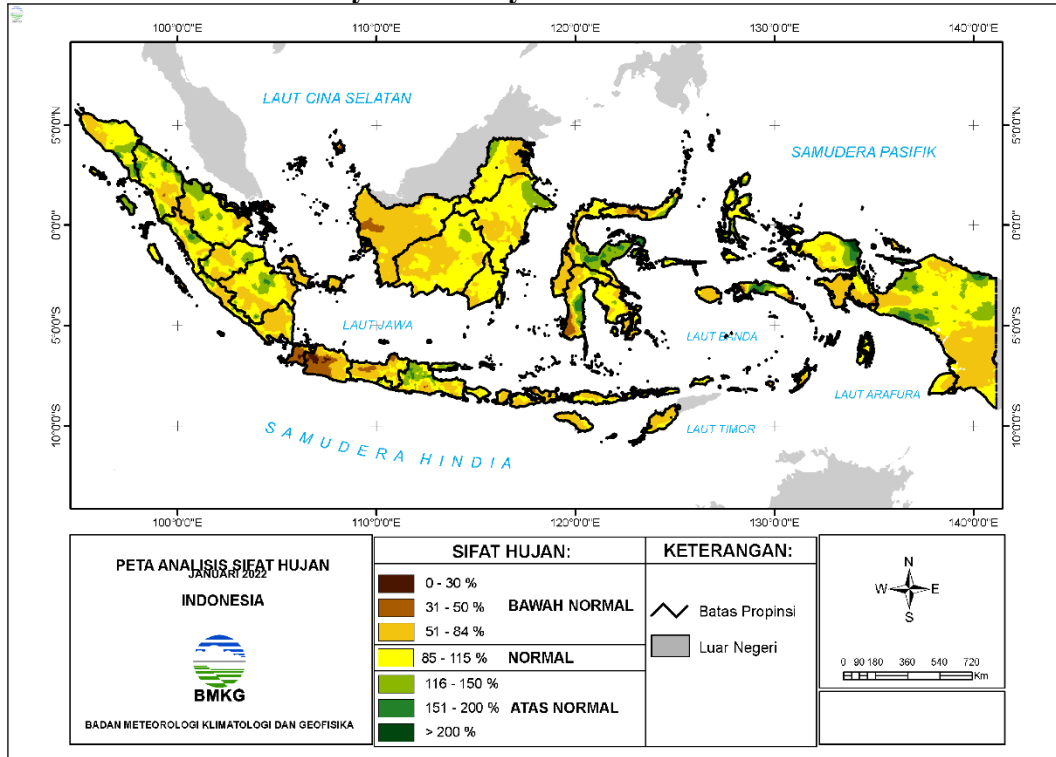 100°0'0"E 110°0'0"E 120°0'0"E 130°0'0"E 140°0'0"E
5°0'0"N
0°0'0"
5°0'0"S
10°0'0"S
5°0'0"N
0°0'0"
5°0'0"S
10°0'0"S
LAUT CINA SELATAN
SAMUDERA PASIFIK
LAUT JAWA
LAUT BANDA
LAUT ARAFURA
LAUT TIMOR
SAMUDERA HINDIA
100°0'0"E 110°0'0"E 120°0'0"E 130°0'0"E 140°0'0"E
PETA ANALISIS SIFAT HUJAN
JANUARI 2022
INDONESIA
BMKG
BADAN METEOROLOGI KLIMATOLOGI DAN GEOFISIKA
SIFAT HUJAN:
0 - 30 %
31 - 50 % BAWAH NORMAL
51 - 84 %
85 - 115 % NORMAL
116 - 150 %
151 - 200 % ATAS NORMAL
> 200 %
KETERANGAN:
Batas Propinsi
Luar Negeri
N
W E
S
0 90 180 360 540 720
Km